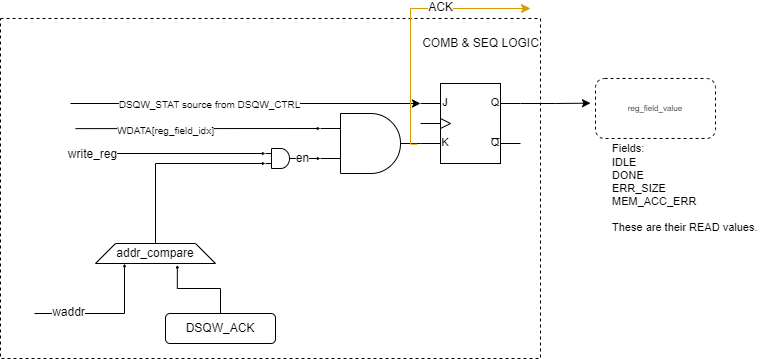 ACK
COMB & SEQ LOGIC
DSQW_STAT source from DSQW_CTRL
J
Q
reg_field_value
WDATA[reg_field_idx]
write_reg
en
K
Q
Fields:
IDLE
DONE
ERR_SIZE
MEM_ACC_ERR
These are their READ values.
addr_compare
waddr
DSQW_ACK